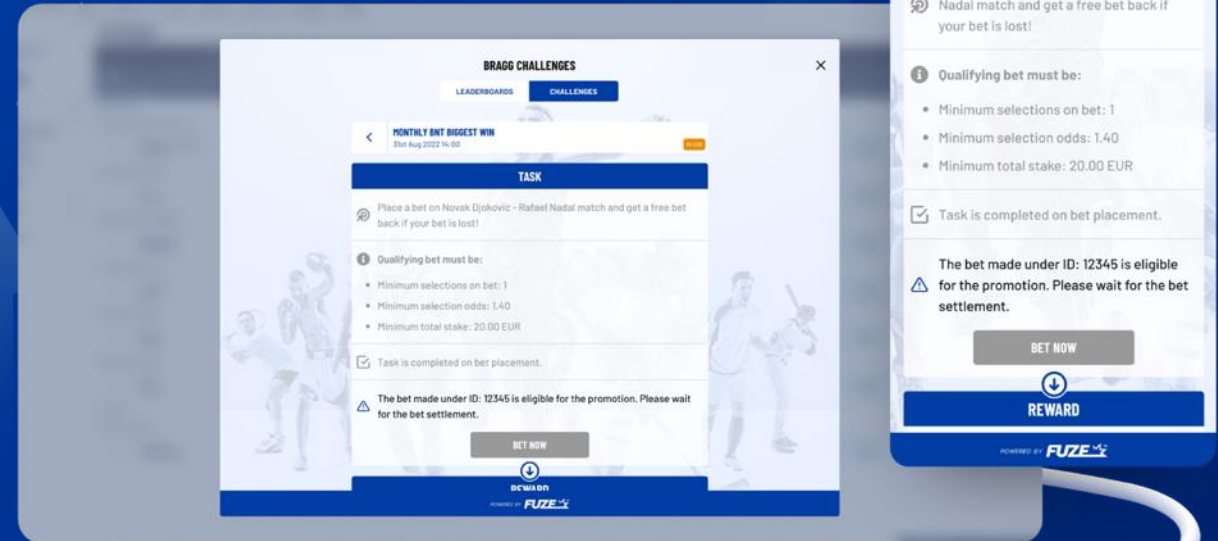 BRAGG CHALLENGES
LEADERBOARDS
CHALLENGES
MONTHLY BNT BIGGEST WIN
31st Aug 2022 14:00
TASK
Place a bet on Novak Djokovic - Rafael Nadal match and get a free bet
back if your bet is lost!
Qualifying bet must be:
Minimum selections on bet: 1
Minimum selection odds: 1.40
Minimum total stake: 20.00 EUR
Task is completed on bet placement.
The bet made under ID: 12345 is eligible for the promotion. Please wait
for the bet settlement.
BET NOW
REWARD
POWERED BY FUZE
Nadal match and get a free bet back if
your bet is lost!
Qualifying bet must be:
Minimum selections on bet: 1
Minimum selection odds: 1.40
Minimum total stake: 20.00 EUR
Task is completed on bet placement.
The bet made under ID: 12345 is eligible
for the promotion. Please wait for the bet
settlement.
BET NOW
REWARD
POWERED BY FUZE